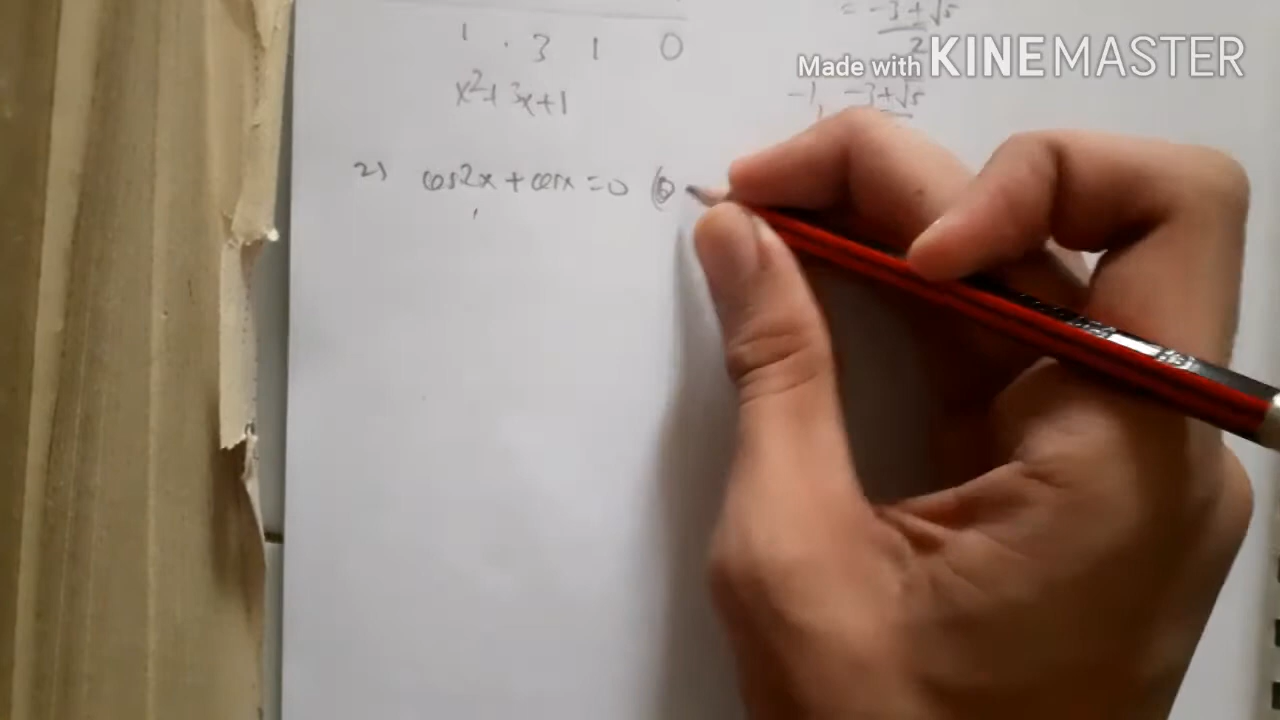 = -3+√5
2
1 . 3 1 0
Made with KINEMASTER
x²+3x+1
-1, -3+√5
2) cos2x + cosx = 0 (0